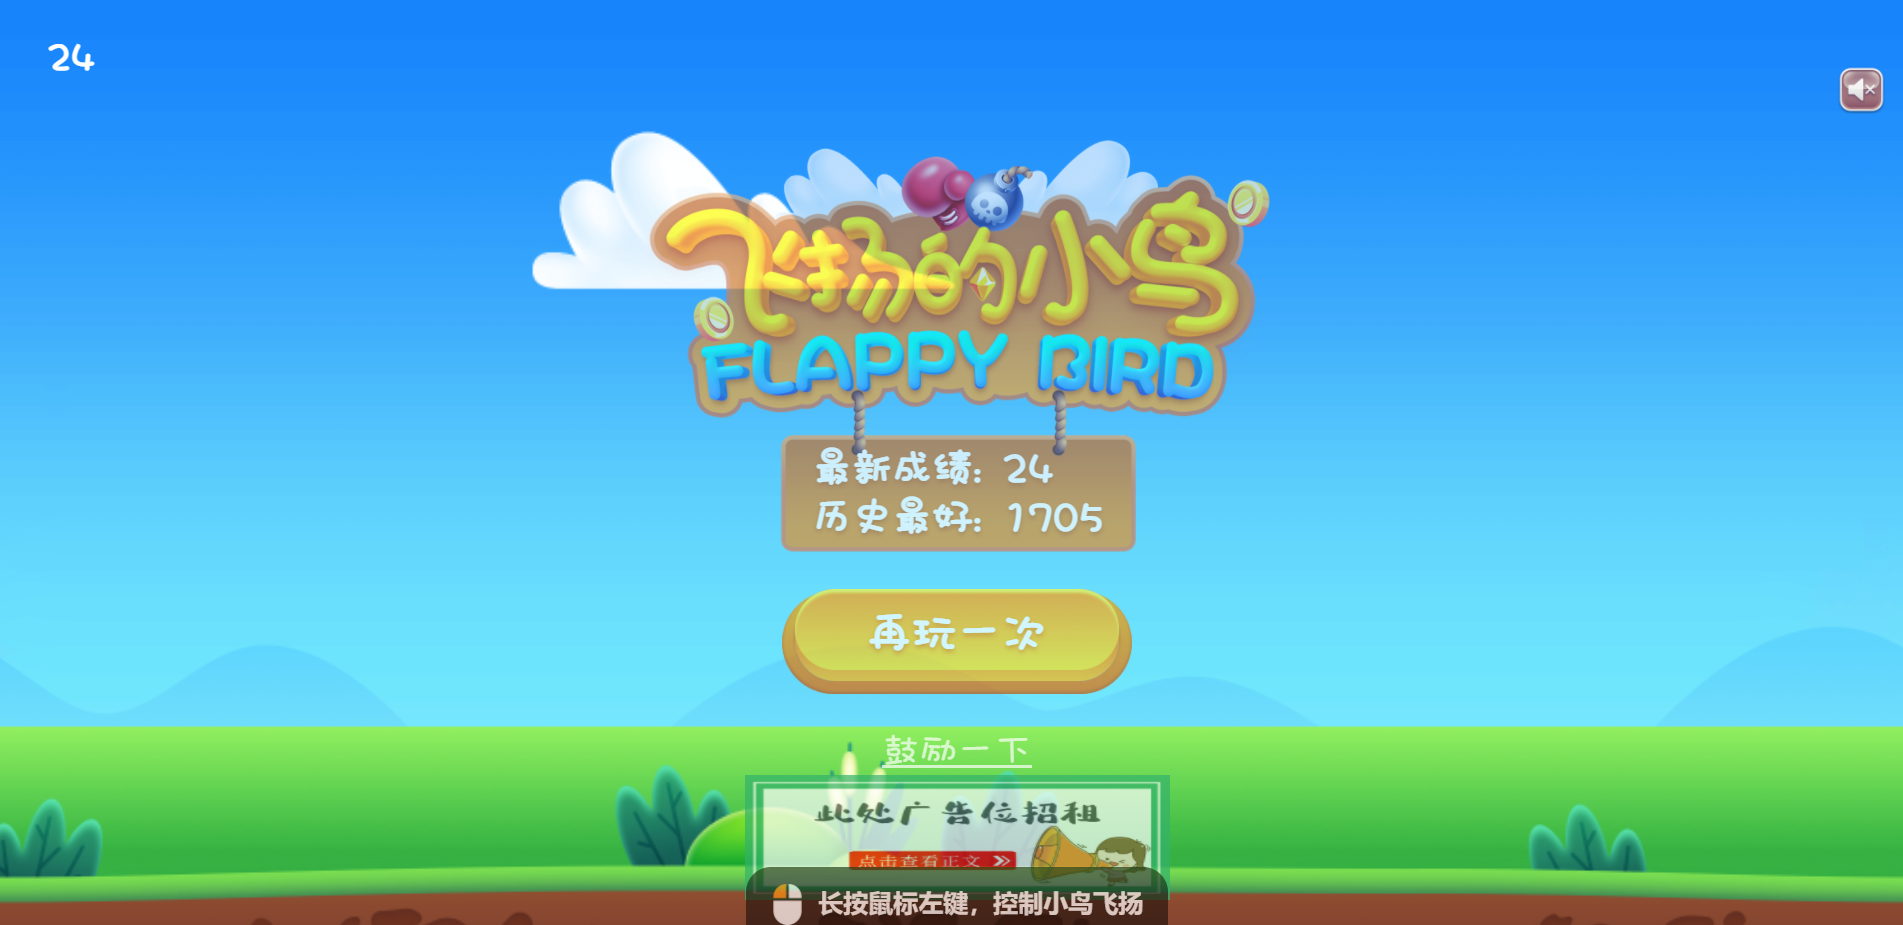 24
飞扬的小鸟
FLAPPY BIRD
最新成绩: 24
历史最好: 1705
再玩一次
鼓励一下
此处广告位招租
点击查看正文
长按鼠标左键，控制小鸟飞扬